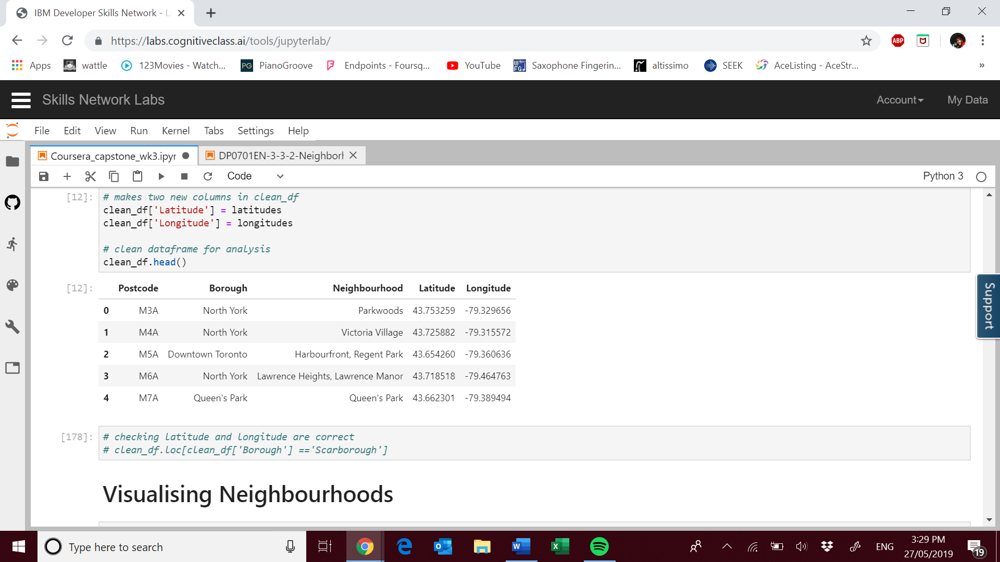 IBM Developer Skills Network - L
https://labs.cognitiveclass.ai/tools/jupyterlab/
ABP
Apps wattle 123Movies - Watch... PG PianoGroove Endpoints - Foursq... YouTube Saxophone Fingerin... altissimo SEEK AceListing - AceStr... »
Skills Network Labs Account My Data
File Edit View Run Kernel Tabs Settings Help
Coursera_capstone_wk3.ipyr DP0701EN-3-3-2-Neighborh
Code Python 3
[12]: # makes two new columns in clean_df
clean_df['Latitude'] = latitudes
clean_df['Longitude'] = longitudes
# clean dataframe for analysis
clean_df.head()
[12]: Postcode Borough Neighbourhood Latitude Longitude
0 M3A North York Parkwoods 43.753259 -79.329656
1 M4A North York Victoria Village 43.725882 -79.315572
2 M5A Downtown Toronto Harbourfront, Regent Park 43.654260 -79.360636
3 M6A North York Lawrence Heights, Lawrence Manor 43.718518 -79.464763
4 M7A Queen's Park Queen's Park 43.662301 -79.389494
Support
[178]: # checking latitude and longitude are correct
# clean_df.loc[clean_df['Borough'] =='Scarborough']
Visualising Neighbourhoods
Type here to search
ENG
3:29 PM
27/05/2019
19